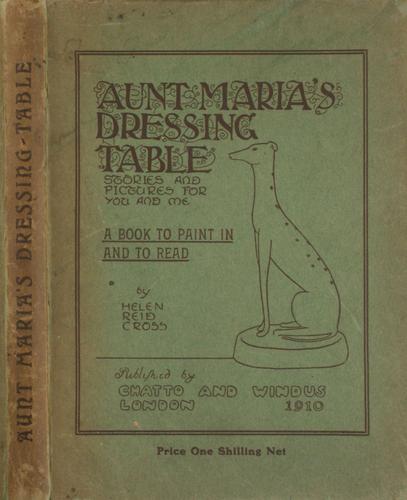 AUNT MARIA'S DRESSING-TABLE
AUNT MARIA'S
DRESSING
TABLE
STORIES AND
PICTURES FOR
YOU AND ME
A BOOK TO PAINT IN
AND TO READ
by
HELEN
REID
CROSS
Published by
CHATTO AND WINDUS
LONDON 1910
Price One Shilling Net